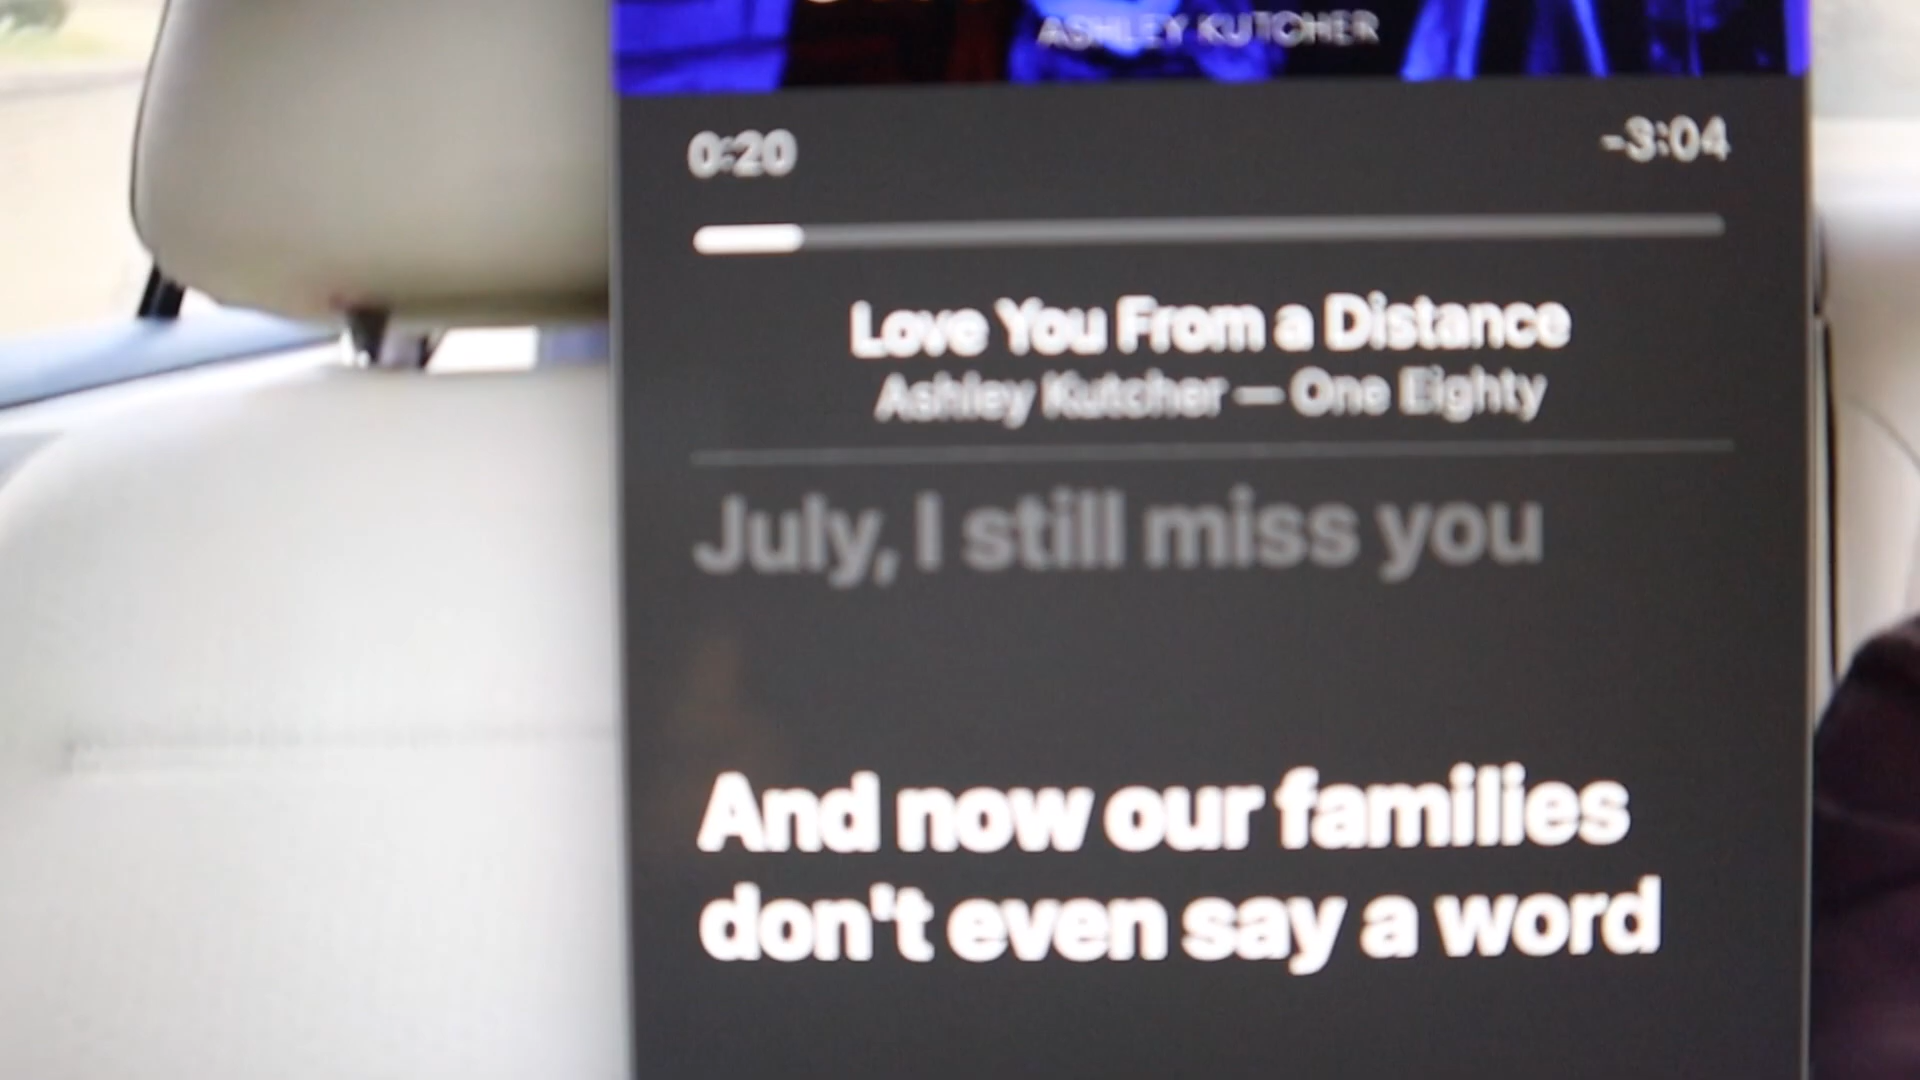 ASHLEY KUTCHER
0:20
-3:04
Love You From a Distance
Ashley Kutcher — One Eighty
July, I still miss you
And now our families
don't even say a word